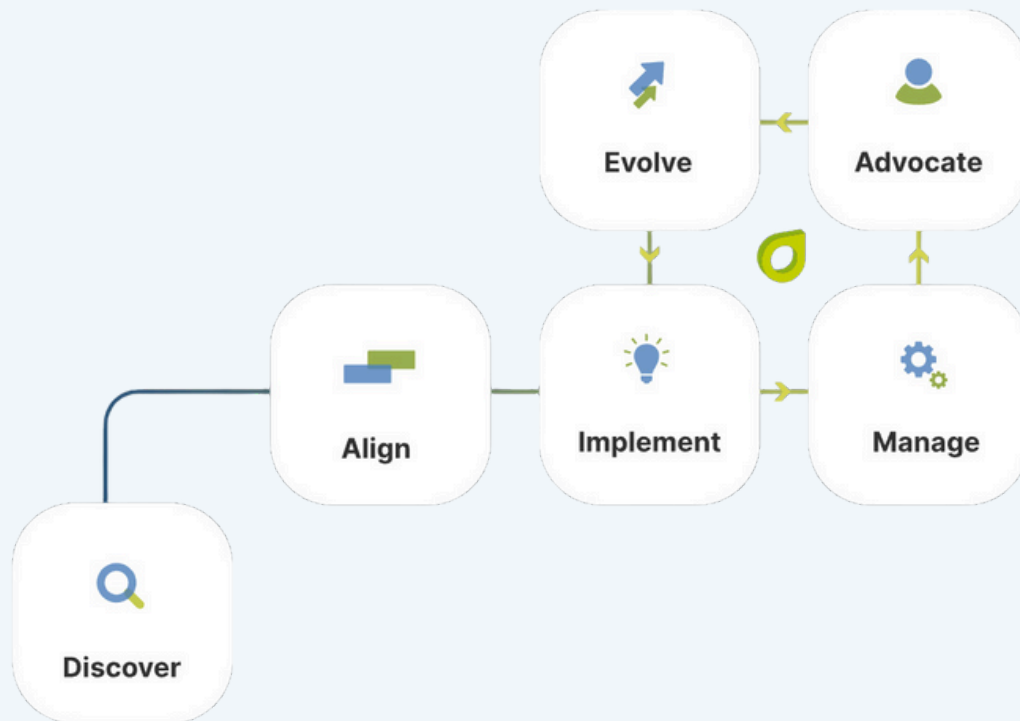 Evolve
Advocate
Align
Implement
Manage
Discover